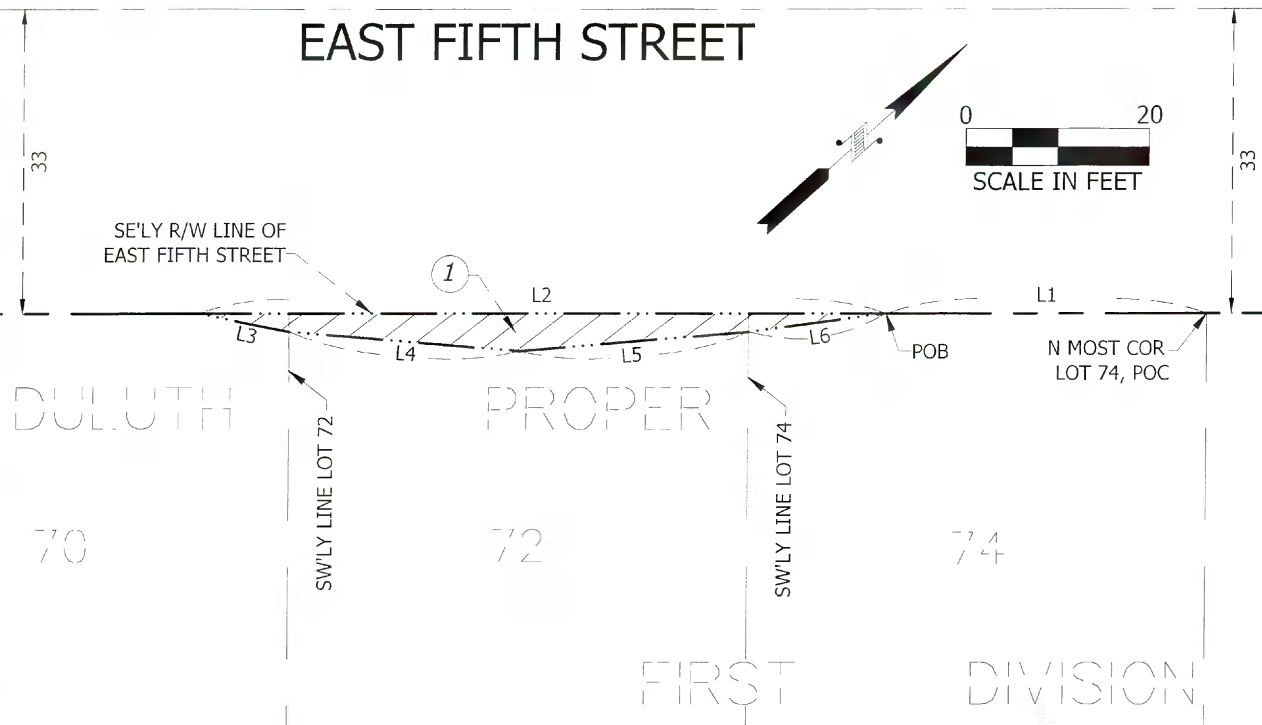 EAST FIFTH STREET
33
0 20
SCALE IN FEET
33
SE'LY R/W LINE OF
EAST FIFTH STREET
1
L2
L1
L3
L4
L5
L6
POB
N MOST COR
LOT 74, POC
DULUTH PROPER
SW'LY LINE LOT 72
SW'LY LINE LOT 74
70 72 74
FIRST DIVISION